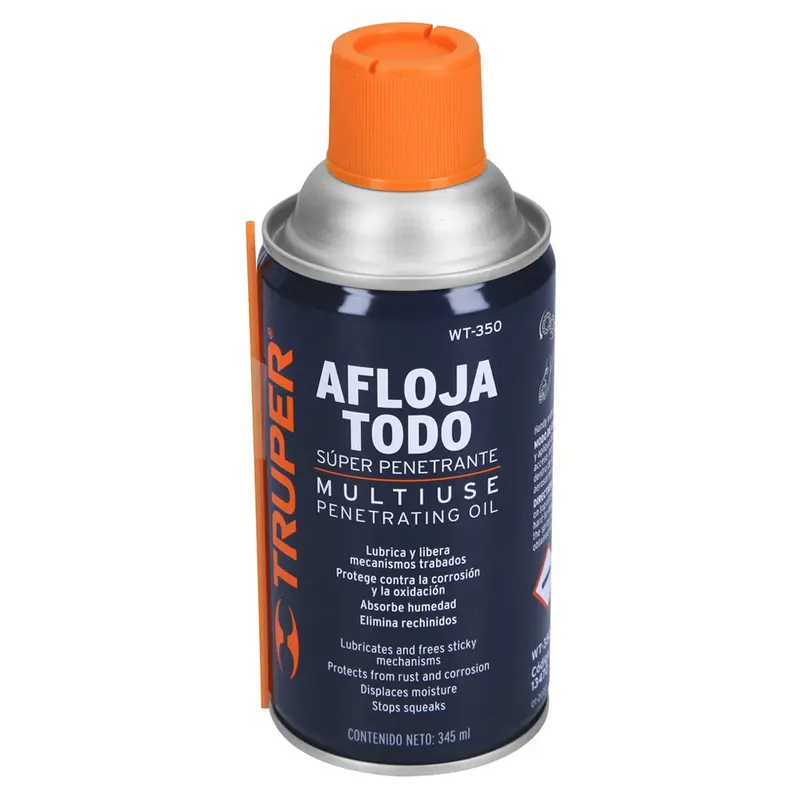 TRUPER®
WT-350
AFLOJA
TODO
SÚPER PENETRANTE
MULTIUSE
PENETRATING OIL
Lubrica y libera
mecanismos trabados
Protege contra la corrosión
y la oxidación
Absorbe humedad
Elimina rechinidos
Lubricates and frees sticky
mechanisms
Protects from rust and corrosion
Displaces moisture
Stops squeaks
CONTENIDO NETO: 345 ml